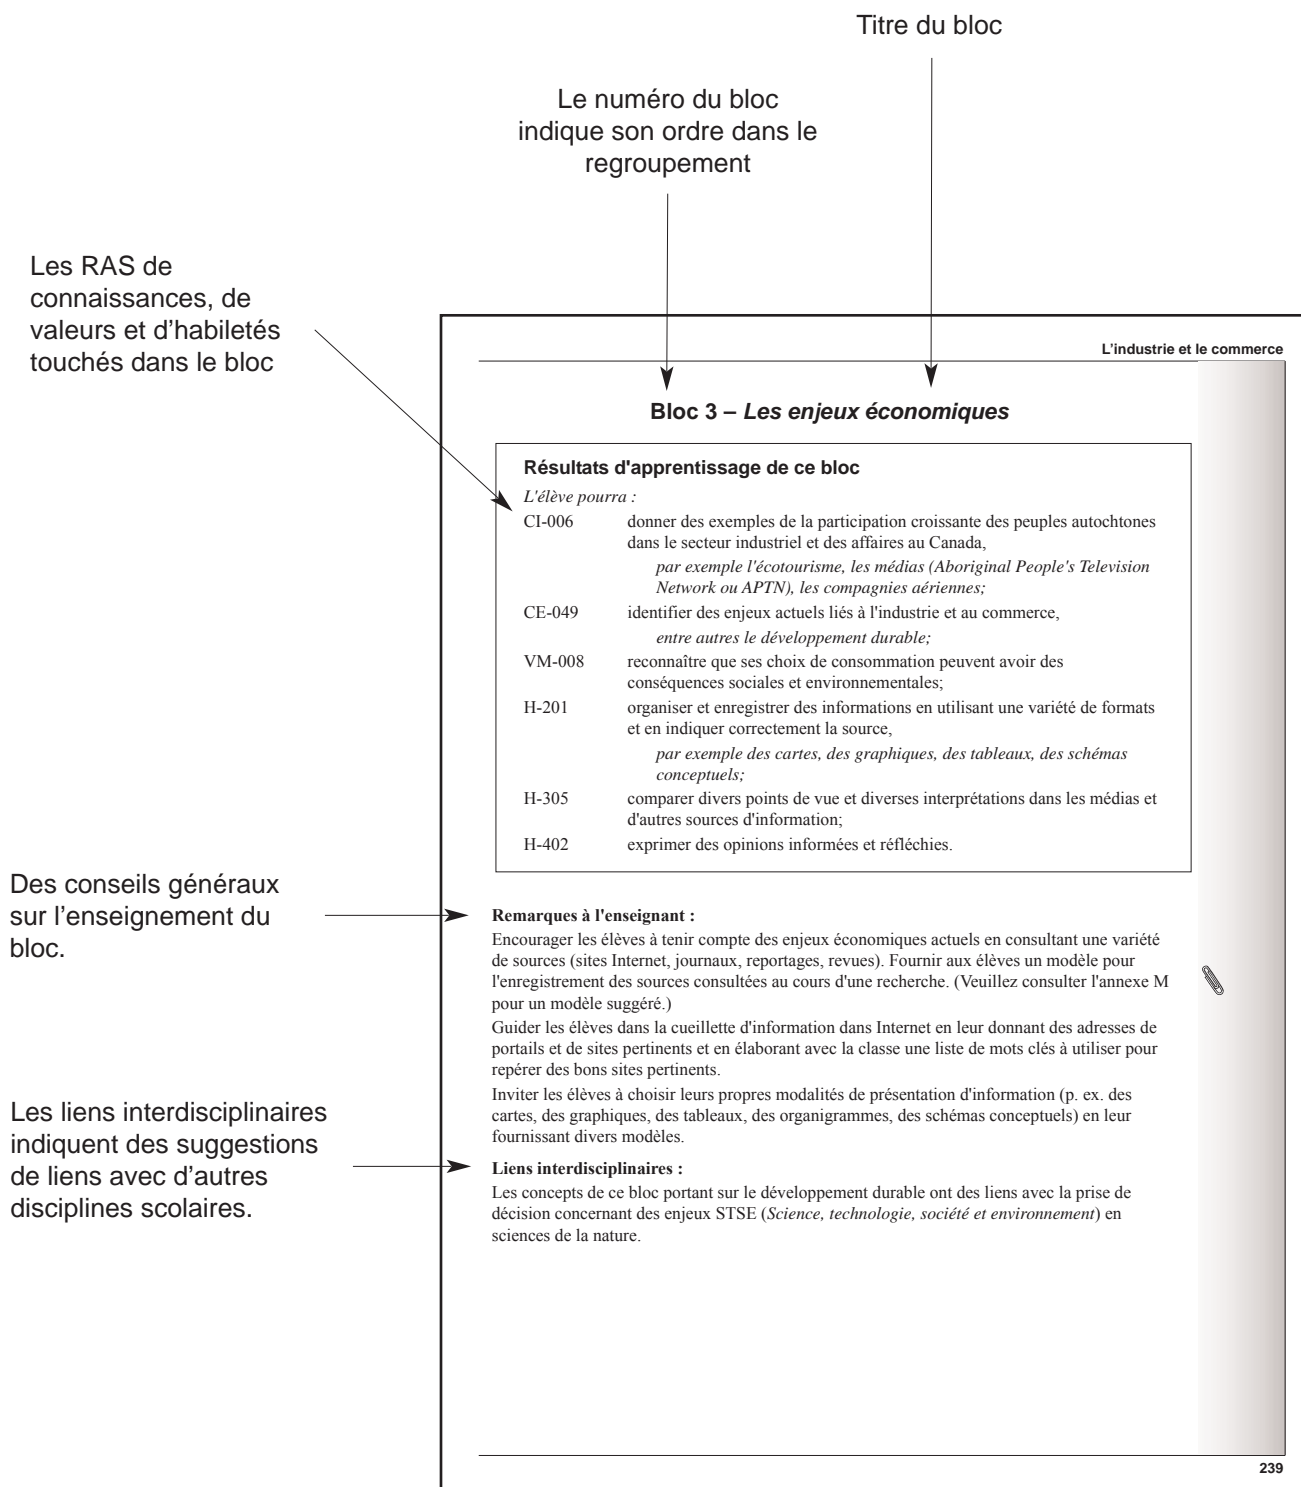 Titre du bloc
Le numéro du bloc
indique son ordre dans le
regroupement
Les RAS de
connaissances, de
valeurs et d'habiletés
touchés dans le bloc
L'industrie et le commerce
Bloc 3 – Les enjeux économiques
Résultats d'apprentissage de ce bloc
L'élève pourra :
CI-006 donner des exemples de la participation croissante des peuples autochtones
dans le secteur industriel et des affaires au Canada,
par exemple l'écotourisme, les médias (Aboriginal People's Television
Network ou APTN), les compagnies aériennes;
CE-049 identifier des enjeux actuels liés à l'industrie et au commerce,
entre autres le développement durable;
VM-008 reconnaître que ses choix de consommation peuvent avoir des
conséquences sociales et environnementales;
H-201 organiser et enregistrer des informations en utilisant une variété de formats
et en indiquer correctement la source,
par exemple des cartes, des graphiques, des tableaux, des schémas
conceptuels;
H-305 comparer divers points de vue et diverses interprétations dans les médias et
d'autres sources d'information;
H-402 exprimer des opinions informées et réfléchies.
Des conseils généraux
sur l'enseignement du
bloc.
Remarques à l'enseignant :
Encourager les élèves à tenir compte des enjeux économiques actuels en consultant une variété
de sources (sites Internet, journaux, reportages, revues). Fournir aux élèves un modèle pour
l'enregistrement des sources consultées au cours d'une recherche. (Veuillez consulter l'annexe M
pour un modèle suggéré.)
Guider les élèves dans la cueillette d'information dans Internet en leur donnant des adresses de
portails et de sites pertinents et en élaborant avec la classe une liste de mots clés à utiliser pour
repérer des bons sites pertinents.
Inviter les élèves à choisir leurs propres modalités de présentation d'information (p. ex. des
cartes, des graphiques, des tableaux, des organigrammes, des schémas conceptuels) en leur
fournissant divers modèles.
Les liens interdisciplinaires
indiquent des suggestions
de liens avec d'autres
disciplines scolaires.
Liens interdisciplinaires :
Les concepts de ce bloc portant sur le développement durable ont des liens avec la prise de
décision concernant des enjeux STSE (Science, technologie, société et environnement) en
sciences de la nature.
239